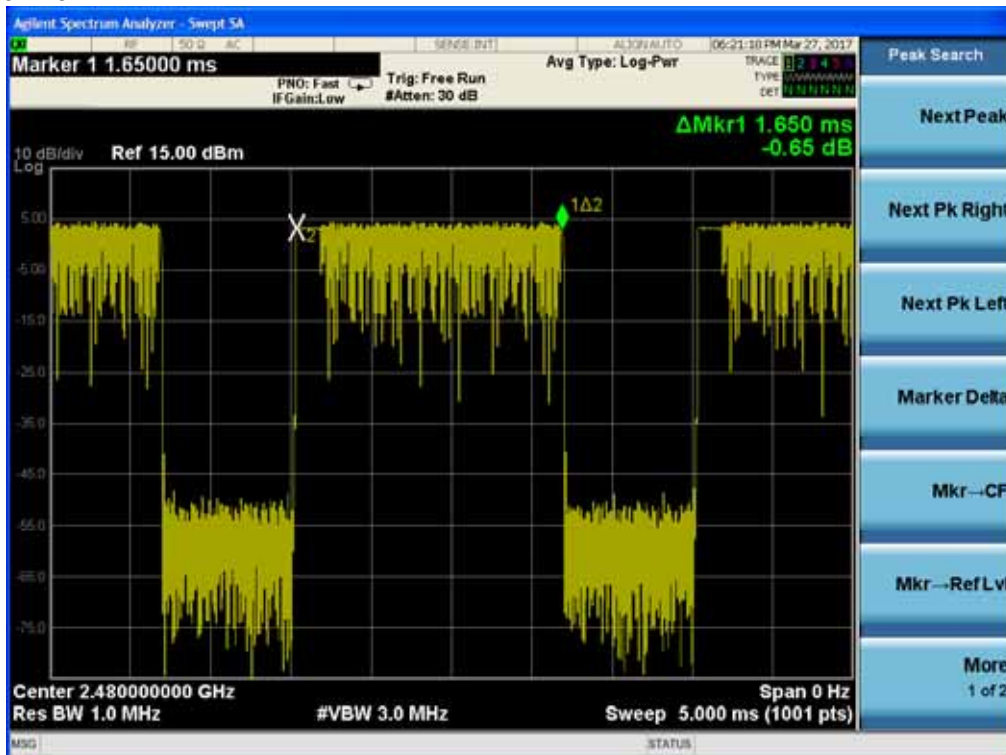 Agilent Spectrum Analyzer - Swept SA
RF 50 Ω AC SENSE:INT ALIGN AUTO 06:21:10 PM Mar 27, 2017
Marker 1 1.65000 ms
PNO: Fast Trig: Free Run Avg Type: Log-Pwr TRACE 1 2 3 4 5 6
IFGain:Low #Atten: 30 dB TYPE
DET N N N N N N
Peak Search
ΔMkr1 1.650 ms
-0.65 dB
10 dB/div Ref 15.00 dBm
Log
5.00
-5.00
-15.0
-25.0
-35.0
-45.0
-55.0
-65.0
-75.0
X2
1Δ2
Center 2.480000000 GHz Span 0 Hz
Res BW 1.0 MHz #VBW 3.0 MHz Sweep 5.000 ms (1001 pts)
MSG STATUS
Next Peak
Next Pk Right
Next Pk Left
Marker Delta
Mkr→CF
Mkr→Ref Lvl
More
1 of 2